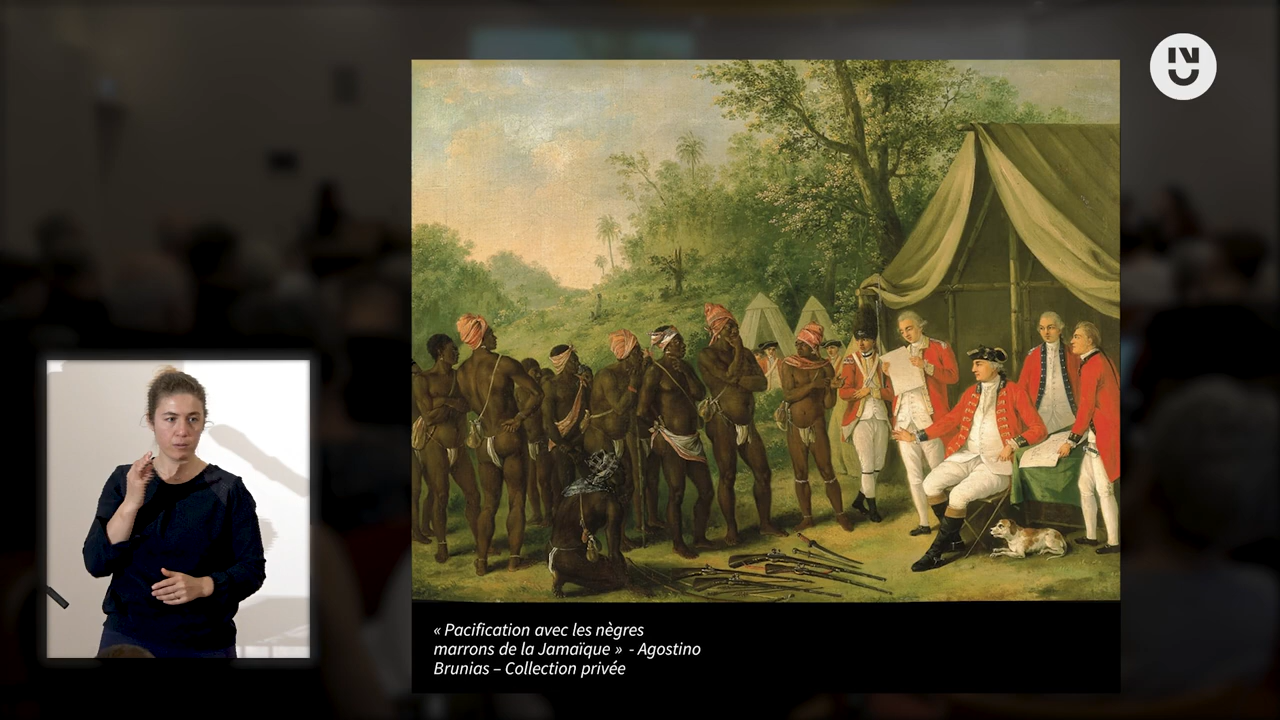 « Pacification avec les nègres
marrons de la Jamaïque » - Agostino
Brunias – Collection privée